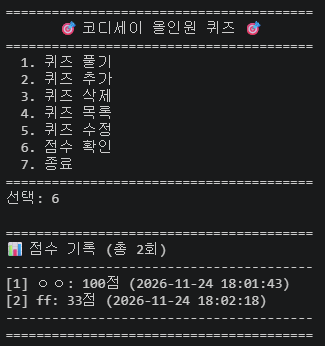 ========================================
🎯 코디세이 올인원 퀴즈 🎯
========================================
1. 퀴즈 풀기
2. 퀴즈 추가
3. 퀴즈 삭제
4. 퀴즈 목록
5. 퀴즈 수정
6. 점수 확인
7. 종료
========================================
선택: 6
========================================
📊 점수 기록 (총 2회)
----------------------------------------
[1] ㅇㅇ: 100점 (2026-11-24 18:01:43)
[2] ff: 33점 (2026-11-24 18:02:18)
----------------------------------------
========================================